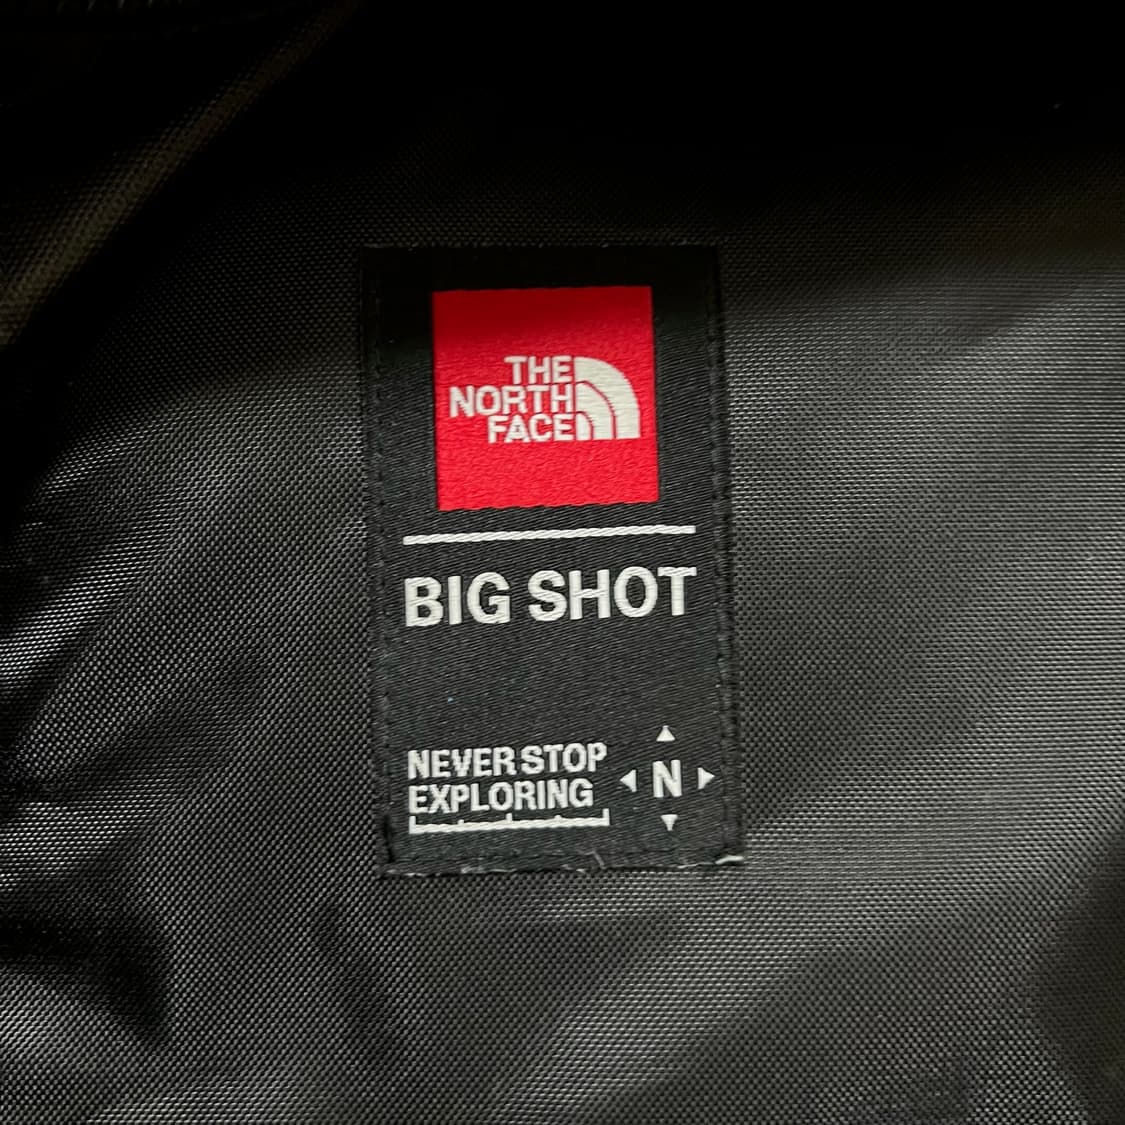 THE
NORTH
FACE
BIG SHOT
NEVER STOP
EXPLORING
N